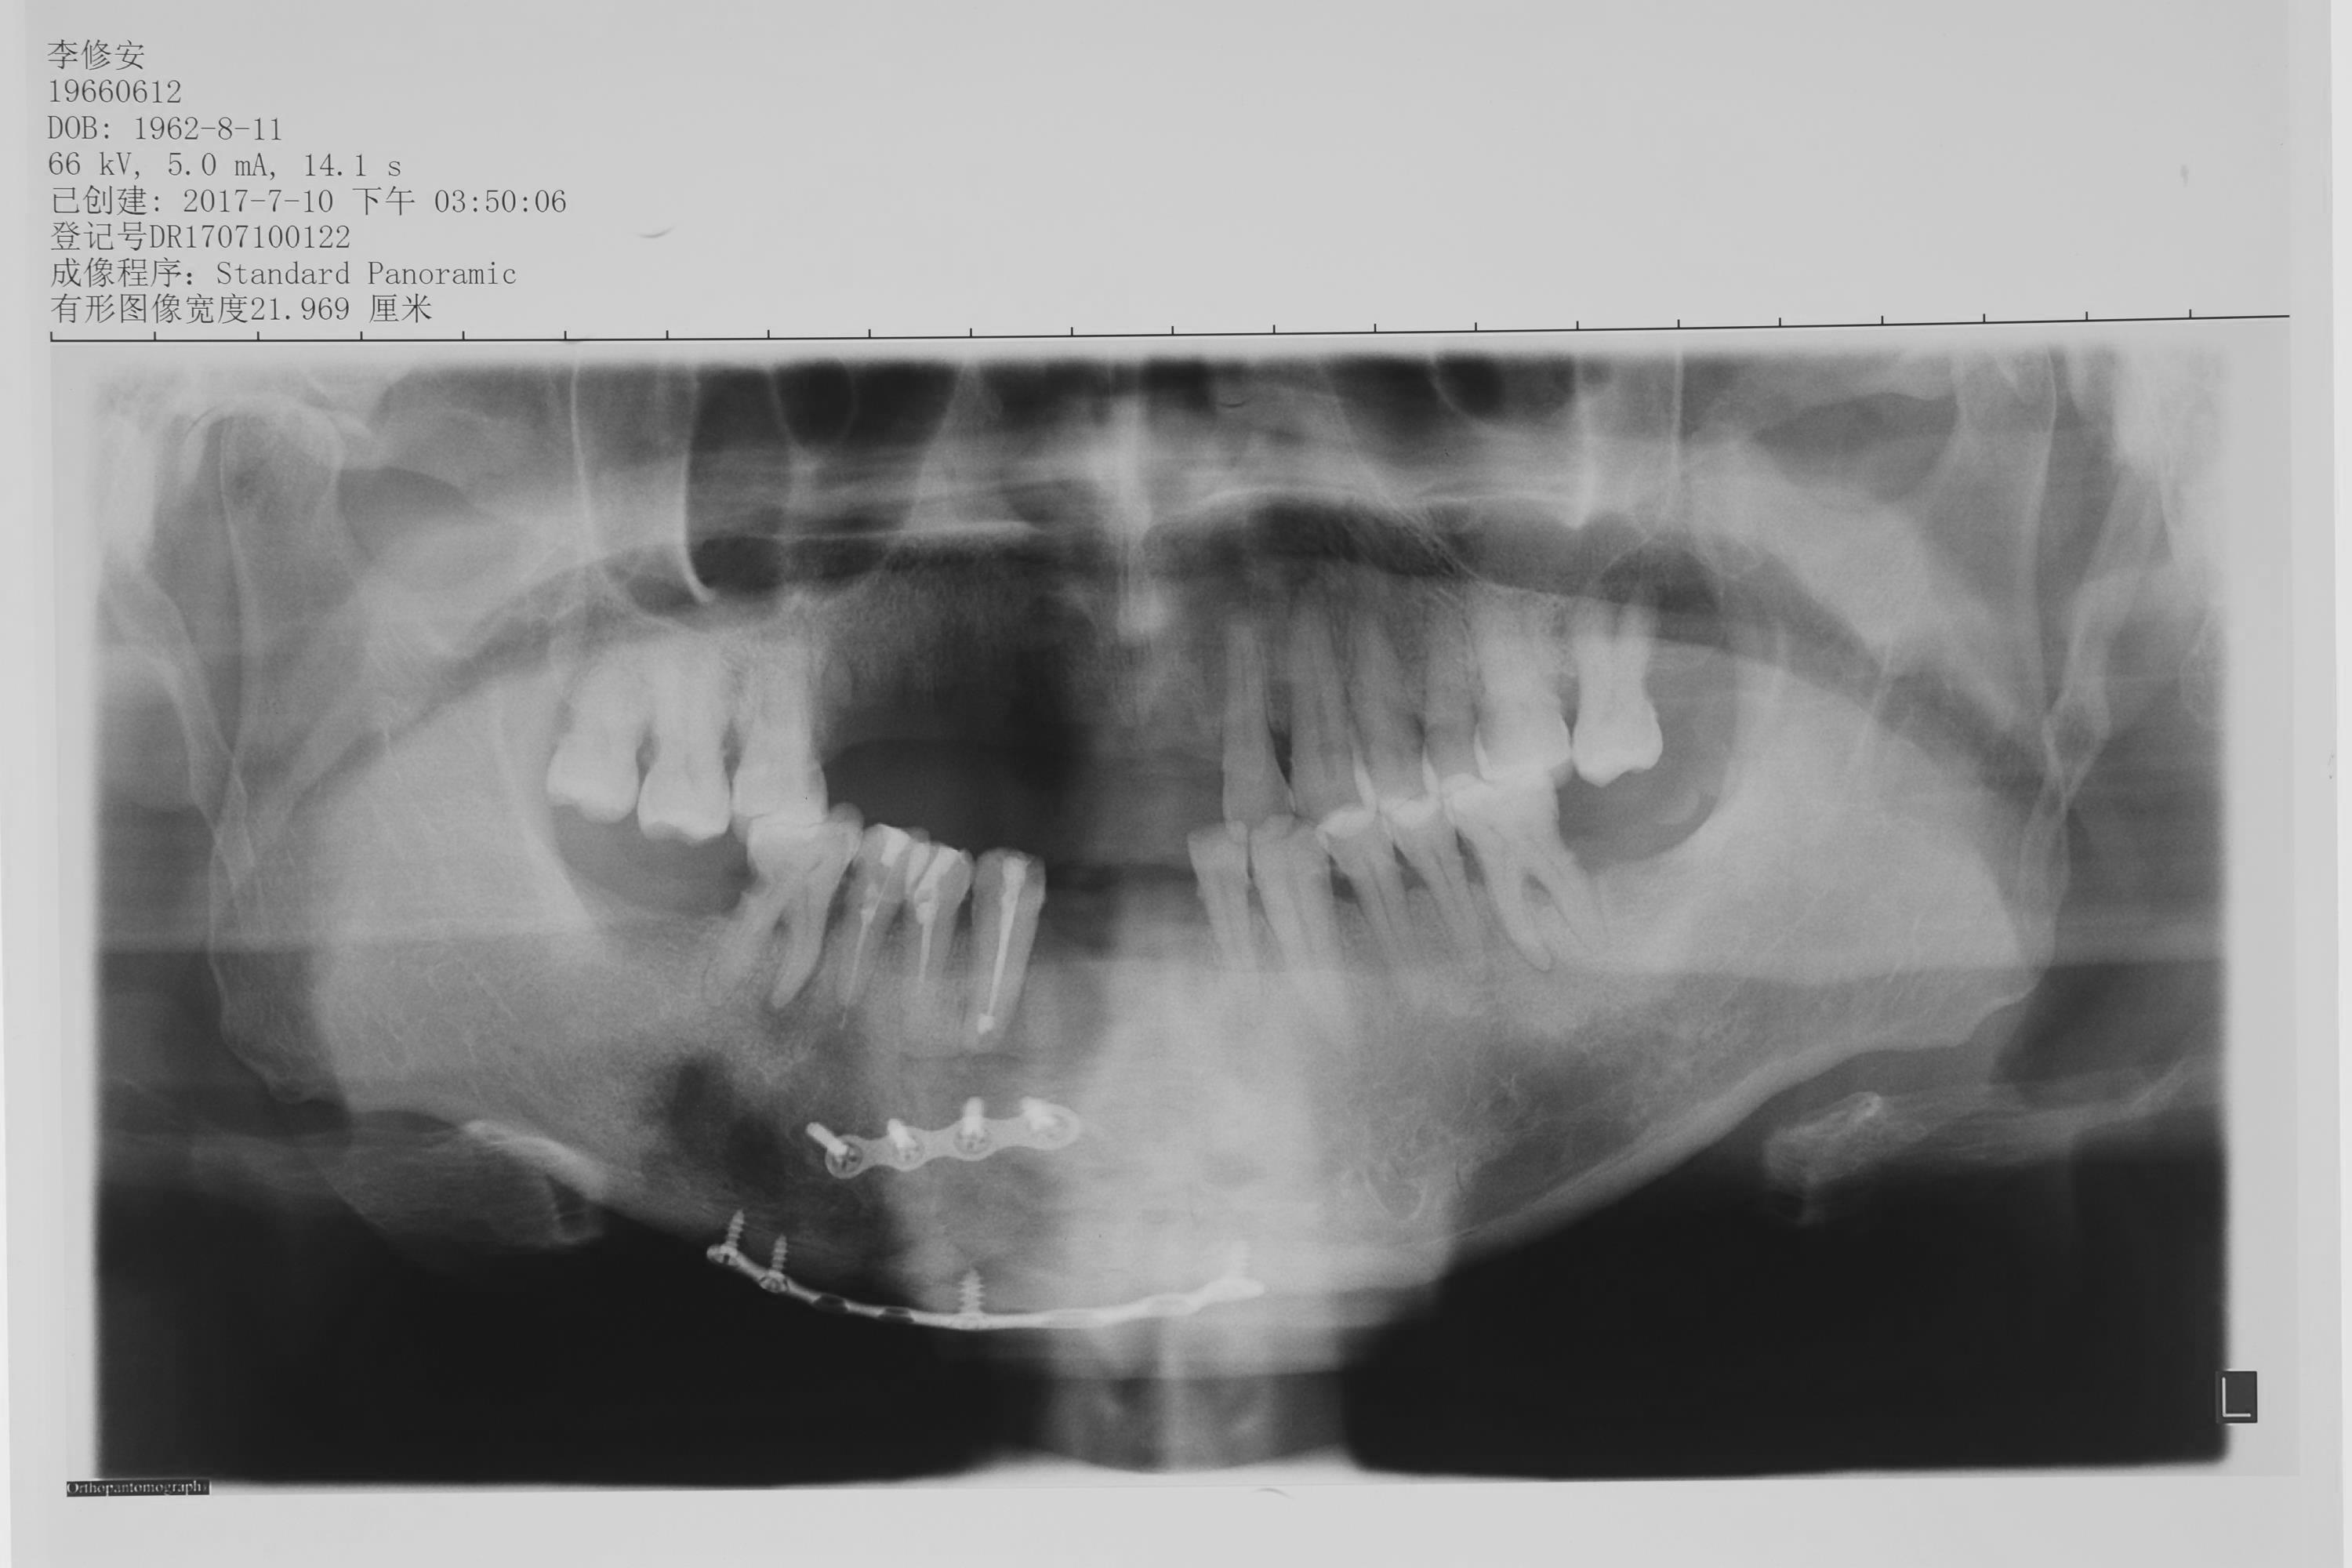 李修安
19660612
DOB: 1962-8-11
66 kV, 5.0 mA, 14.1 s
已创建: 2017-7-10 下午 03:50:06
登记号DR1707100122
成像程序: Standard Panoramic
有形图像宽度21.969 厘米
L
Orthopantomograph